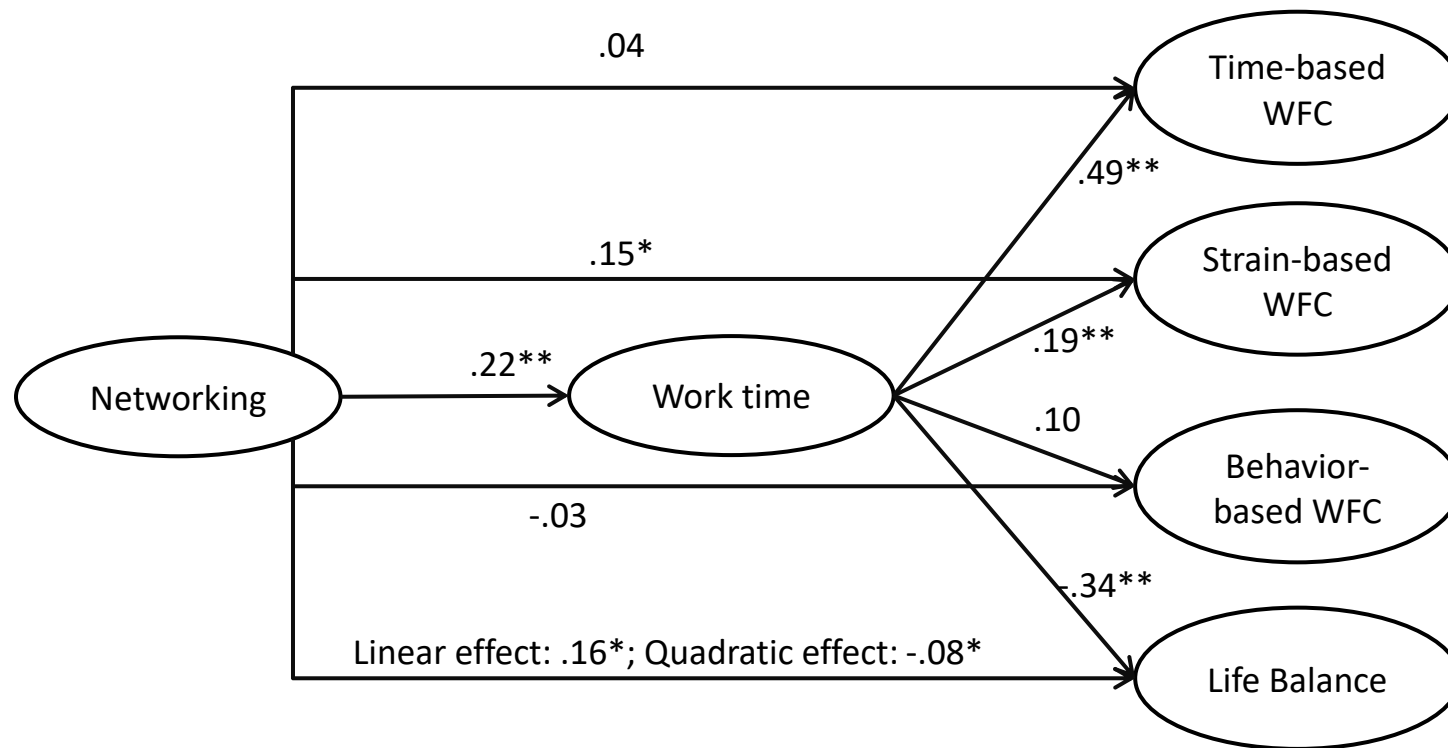 .04
Time-based
WFC
.49**
.15*
Strain-based
WFC
.19**
Networking
.22**
Work time
.10
Behavior-
based WFC
-.03
-.34**
Linear effect: .16*; Quadratic effect: -.08*
Life Balance